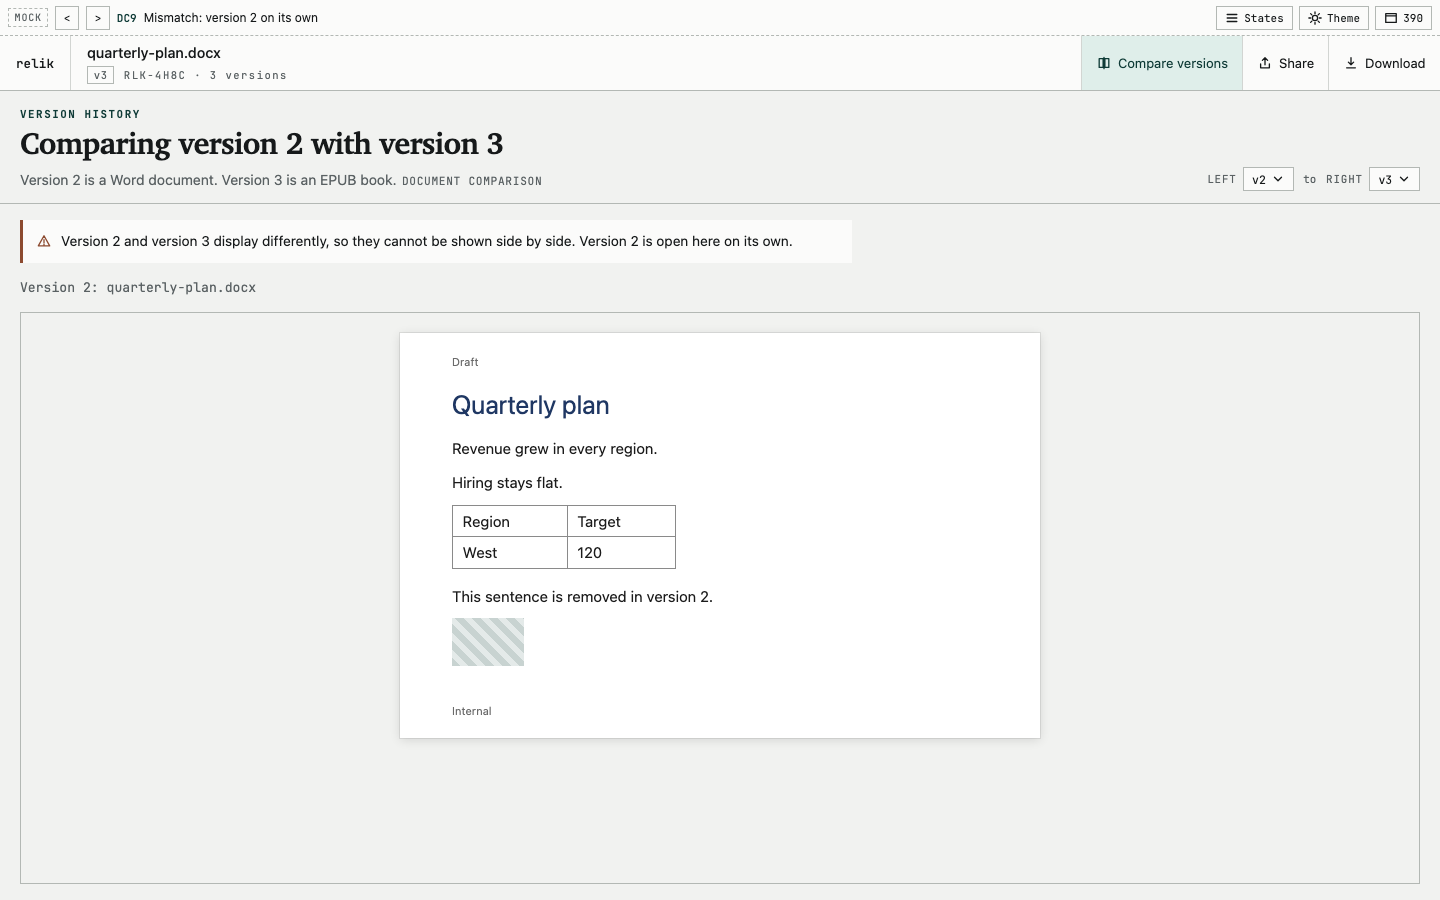 MOCK < > DC9 Mismatch: version 2 on its own States Theme 390
relik
quarterly-plan.docx
v3 RLK-4H8C · 3 versions
Compare versions Share Download
VERSION HISTORY
Comparing version 2 with version 3
Version 2 is a Word document. Version 3 is an EPUB book. DOCUMENT COMPARISON
LEFT v2 to RIGHT v3
Version 2 and version 3 display differently, so they cannot be shown side by side. Version 2 is open here on its own.
Version 2: quarterly-plan.docx
Draft
Quarterly plan
Revenue grew in every region.
Hiring stays flat.
Region Target
West 120
This sentence is removed in version 2.
Internal